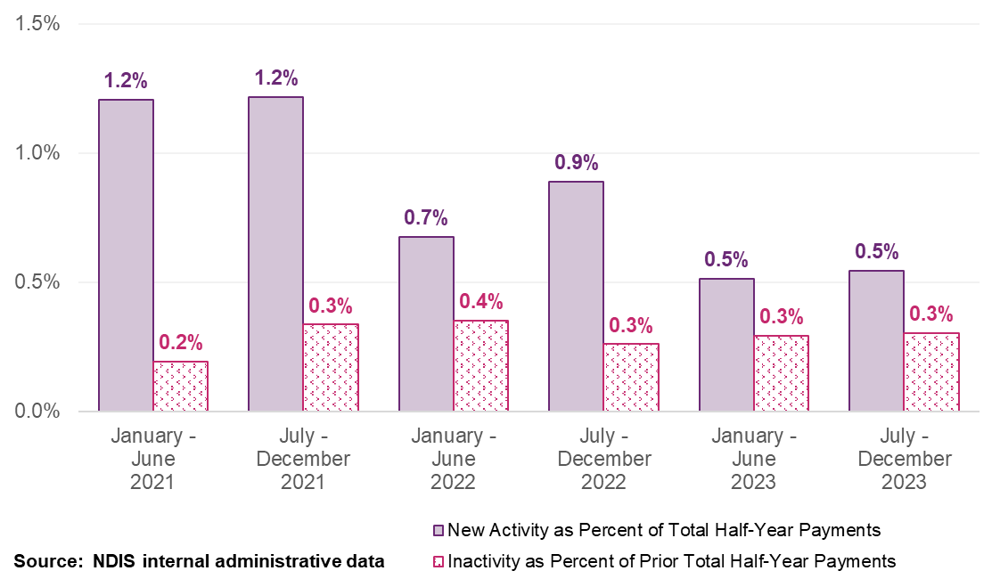 1.5%
1.0%
0.5%
0.0%
1.2%
0.2%
1.2%
0.3%
0.7%
0.4%
0.9%
0.3%
0.5%
0.3%
0.5%
0.3%
January -
June
2021
July -
December
2021
January -
June
2022
July -
December
2022
January -
June
2023
July -
December
2023
New Activity as Percent of Total Half-Year Payments
Inactivity as Percent of Prior Total Half-Year Payments
Source:  NDIS internal administrative data